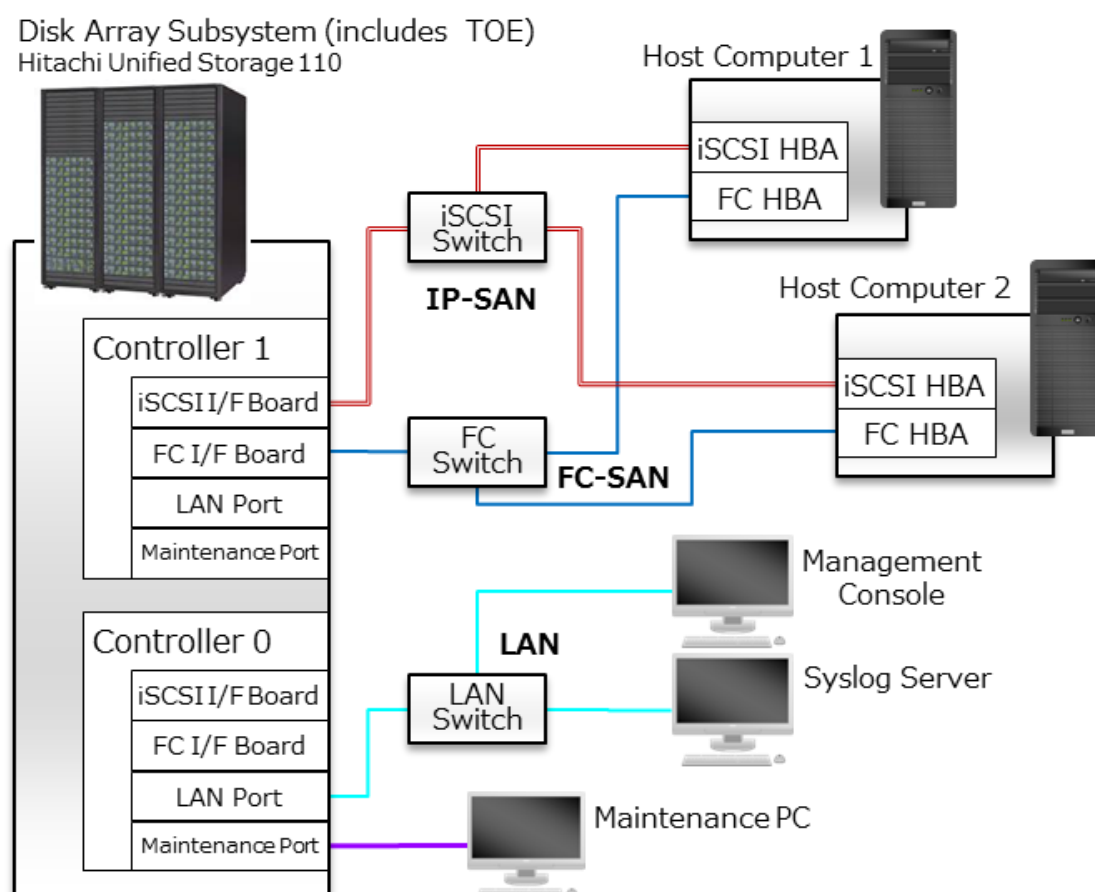 Disk Array Subsystem (includes TOE)
Hitachi Unified Storage 110
Host Computer 1
iSCSI HBA
FC HBA
iSCSI
Switch
IP-SAN
Host Computer 2
iSCSI HBA
FC HBA
Controller 1
iSCSI I/F Board
FC I/F Board
LAN Port
Maintenance Port
FC
Switch
FC-SAN
Management
Console
Controller 0
iSCSI I/F Board
FC I/F Board
LAN Port
Maintenance Port
LAN
LAN
Switch
Syslog Server
Maintenance PC